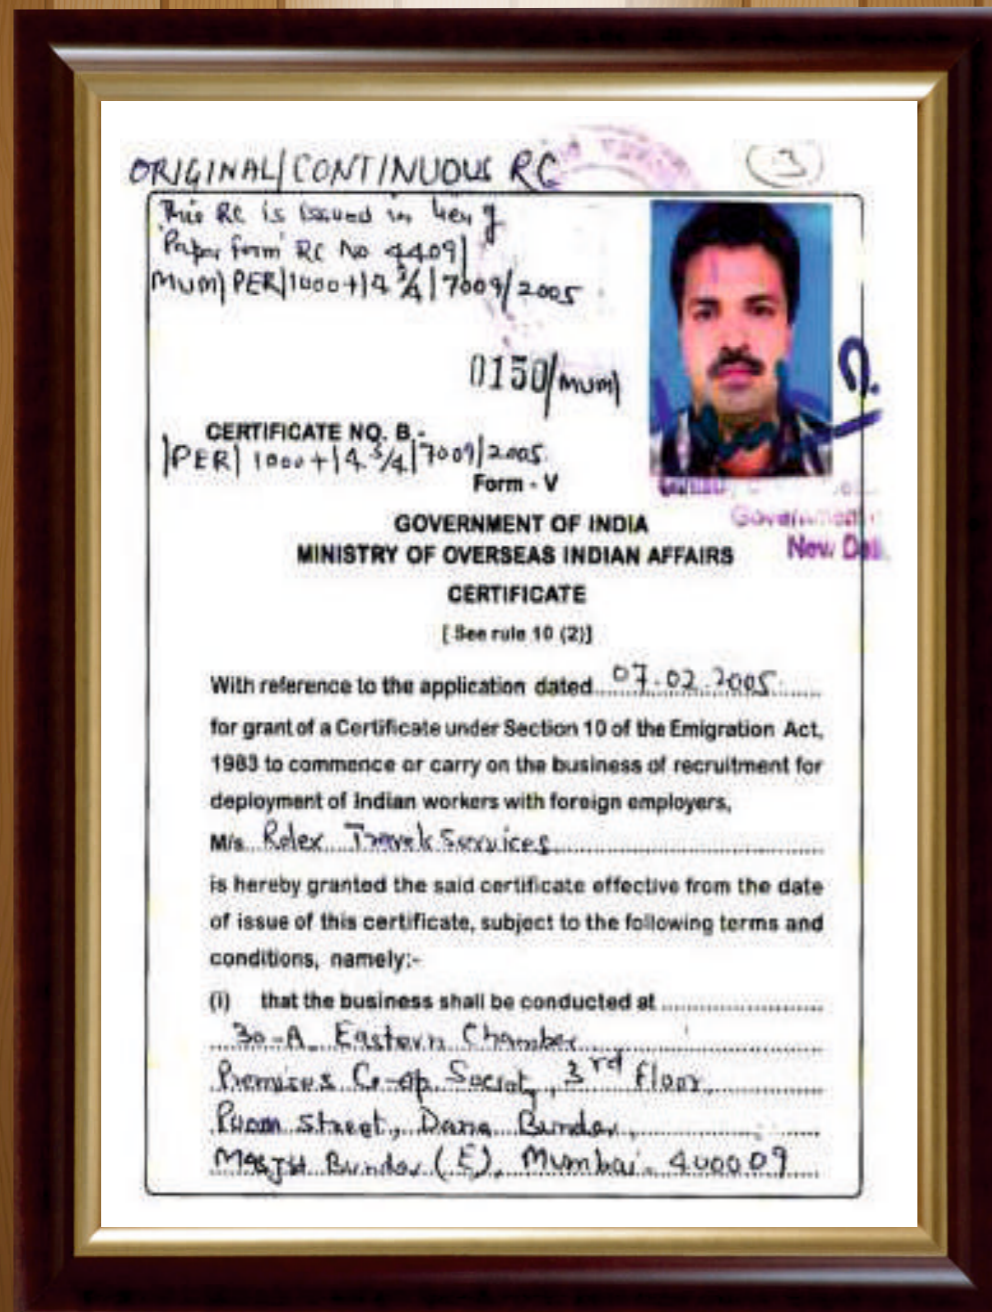 ORIGINAL/CONTINUOUS RC
3
This RC is issued in lieu of
'Paper form' RC No 4409/
MUM/PER/1000+/4 3/4/7009/2005
0150/MUM/
CERTIFICATE NO. B.-
/PER/1000+/4.3/4/7009/2005.
Form - V
GOVERNMENT OF INDIA
MINISTRY OF OVERSEAS INDIAN AFFAIRS
New
CERTIFICATE
[ See rule 10 (2)]
With reference to the application dated 07.02.2005
for grant of a Certificate under Section 10 of the Emigration Act,
1983 to commence or carry on the business of recruitment for
deployment of Indian workers with foreign employers,
M/s Rolex Travels Services
is hereby granted the said certificate effective from the date
of issue of this certificate, subject to the following terms and
conditions, namely:-
(i) that the business shall be conducted at
30-A Eastern Chamber
Premises Co-op Societ, 3rd floor,
Street, Dana Bunder,
Masjid Bunder (E), Mumbai - 400009